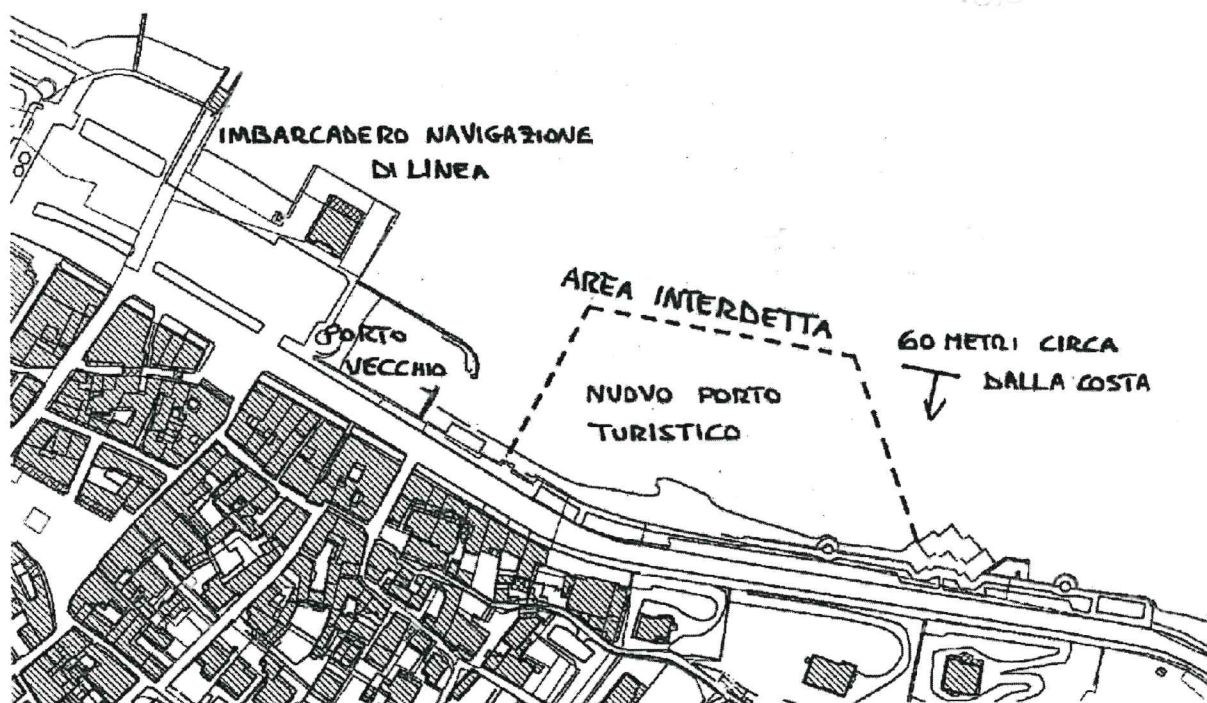 IMBARCADERO NAVIGAZIONE
DI LINEA
AREA INTERDETTA
PORTO
VECCHIO
NUOVO PORTO
TURISTICO
60 METRI CIRCA
DALLA COSTA